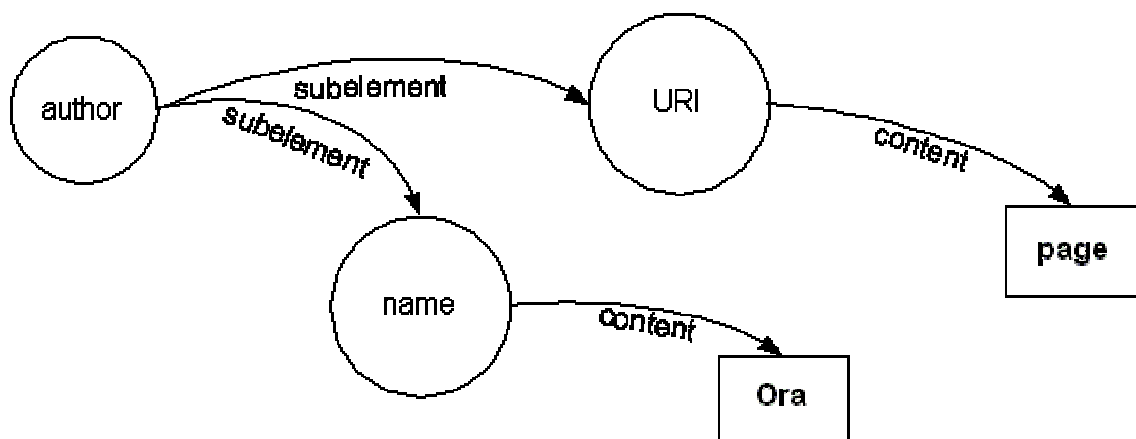 author
subelement
URI
content
subelement
page
name
content
Ora